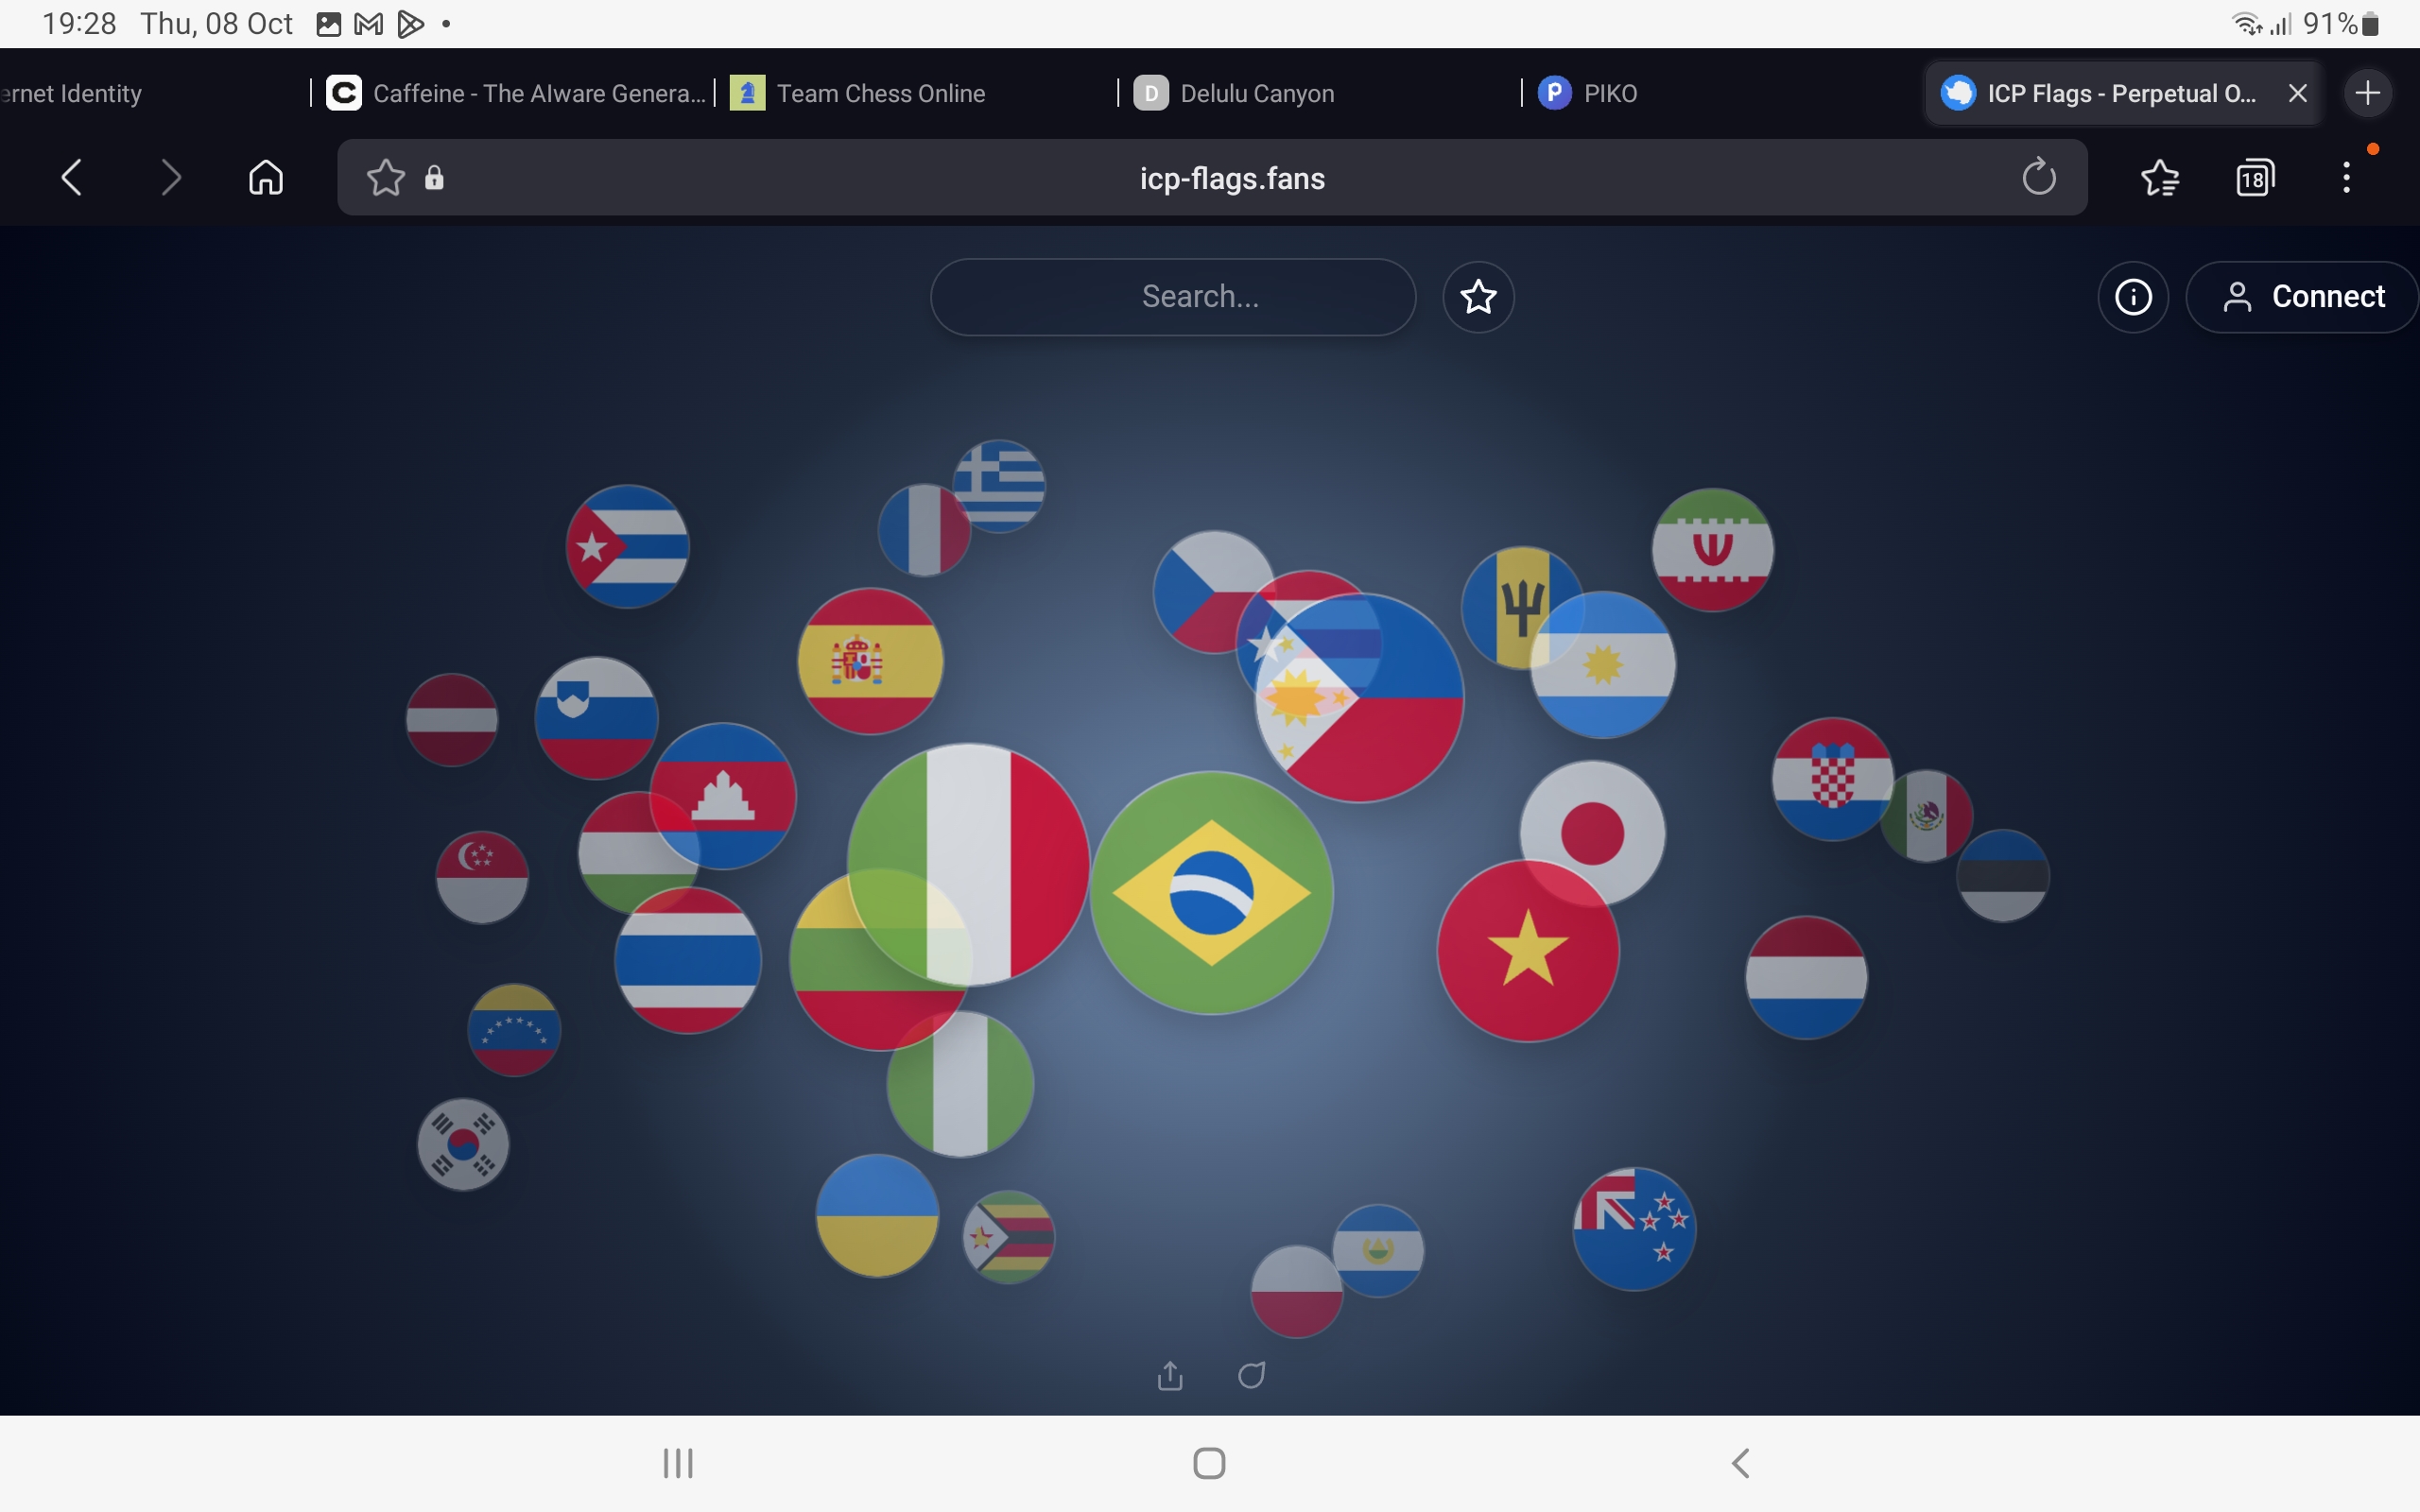 19:28 Thu, 08 Oct
91%
ernet Identity
C Caffeine - The AIware Genera...
Team Chess Online
D Delulu Canyon
P PIKO
ICP Flags - Perpetual O...
icp-flags.fans
18
Search...
Connect